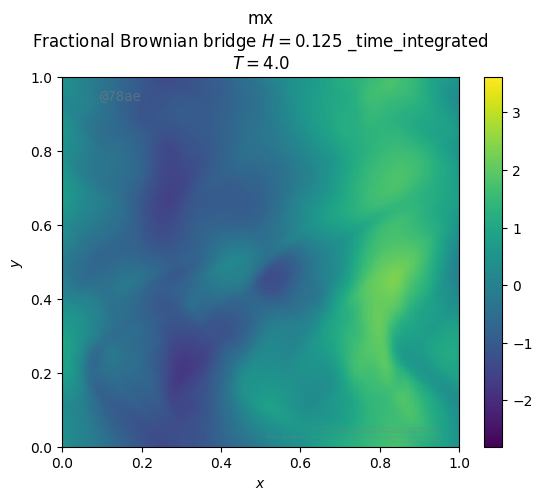 mx
Fractional Brownian bridge H = 0.125 _time_integrated
T = 4.0
@78ae
1.0
0.8
0.6
0.4
0.2
0.0
y
0.0 0.2 0.4 0.6 0.8 1.0
x
3
2
1
0
−1
−2